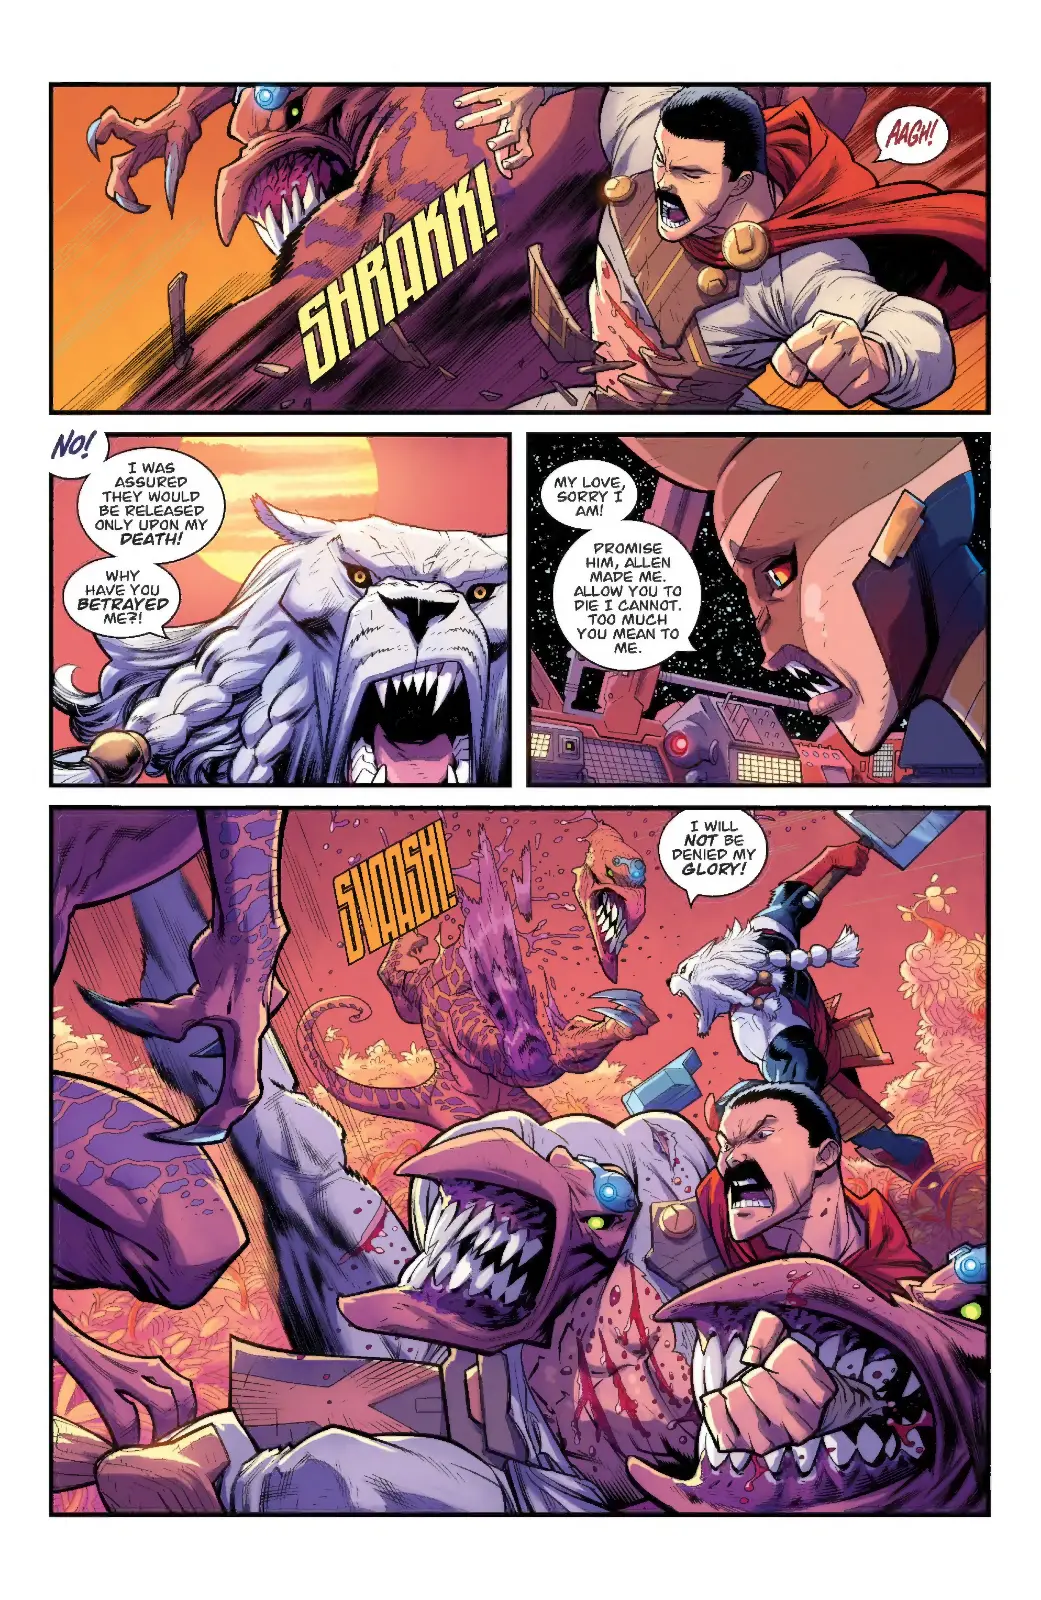 AAGH!
SHRAKK!
NO!
I WAS
ASSURED
THEY WOULD
BE RELEASED
ONLY UPON MY
DEATH!
WHY
HAVE YOU
BETRAYED
ME?!
MY LOVE,
SORRY I
AM!
PROMISE
HIM, ALLEN
MADE ME.
ALLOW YOU TO
DIE I CANNOT.
TOO MUCH
YOU MEAN TO
ME.
SVAASH!
I WILL
NOT BE
DENIED MY
GLORY!